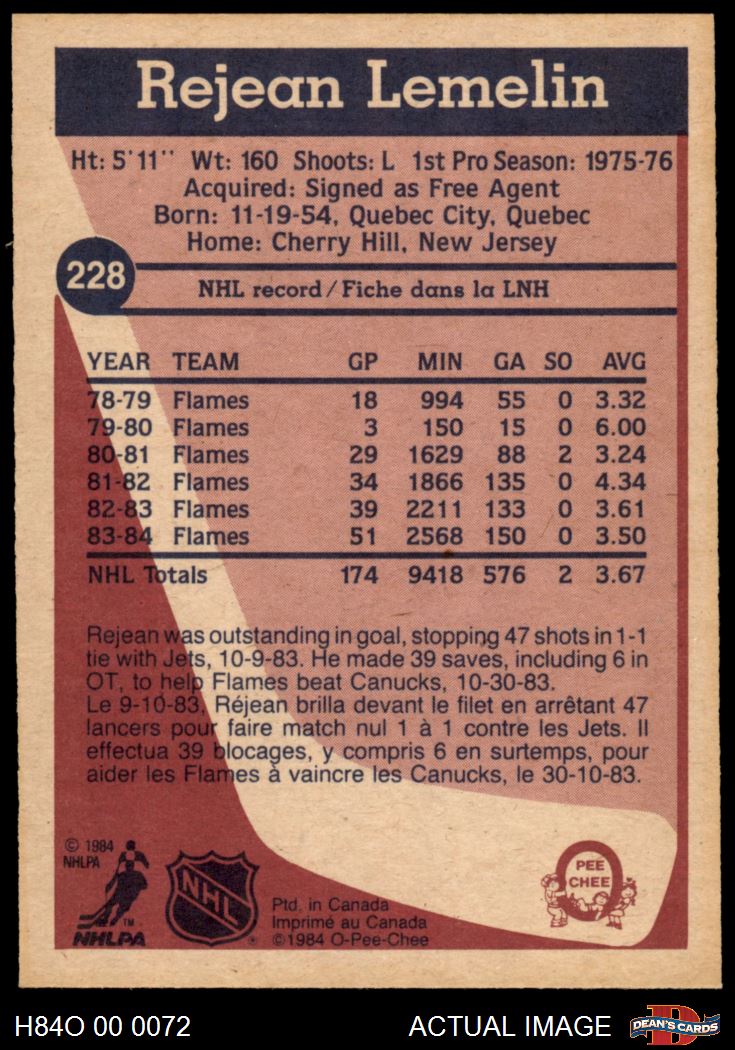 Rejean Lemelin
Ht: 5'11'' Wt: 160 Shoots: L 1st Pro Season: 1975-76
Acquired: Signed as Free Agent
Born: 11-19-54, Quebec City, Quebec
Home: Cherry Hill, New Jersey
228
NHL record / Fiche dans la LNH
YEAR TEAM GP MIN GA SO AVG
78-79 Flames 18 994 55 0 3.32
79-80 Flames 3 150 15 0 6.00
80-81 Flames 29 1629 88 2 3.24
81-82 Flames 34 1866 135 0 4.34
82-83 Flames 39 2211 133 0 3.61
83-84 Flames 51 2568 150 0 3.50
NHL Totals 174 9418 576 2 3.67
Rejean was outstanding in goal, stopping 47 shots in 1-1
tie with Jets, 10-9-83. He made 39 saves, including 6 in
OT, to help Flames beat Canucks, 10-30-83.
Le 9-10-83, Réjean brilla devant le filet en arrêtant 47
lancers pour faire match nul 1 à 1 contre les Jets. Il
effectua 39 blocages, y compris 6 en surtemps, pour
aider les Flames à vaincre les Canucks, le 30-10-83.
© 1984
NHLPA
TM
NHLPA
NHL
®
Ptd. in Canada
Imprimé au Canada
©1984 O-Pee-Chee
O
PEE
CHEE
H84O 00 0072
ACTUAL IMAGE
D
DEAN'S CARDS